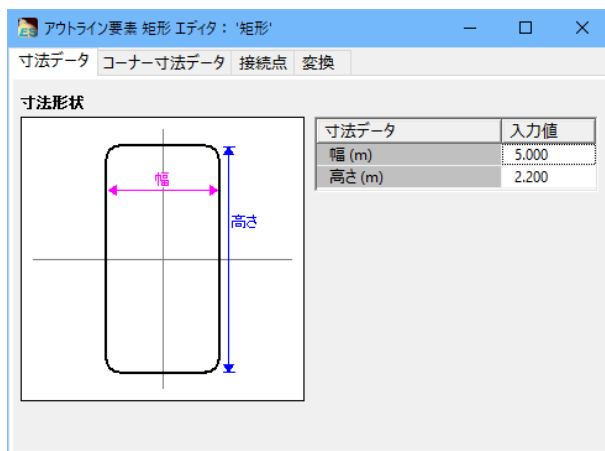 アウトライン要素 矩形 エディタ： '矩形'
寸法データ コーナー寸法データ 接続点 変換
寸法形状
寸法データ 入力値
幅 (m) 5.000
高さ (m) 2.200
幅
高さ